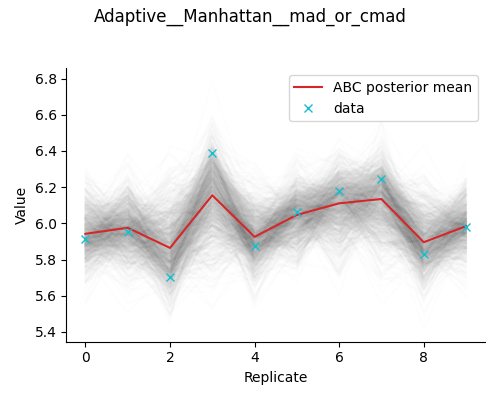 Adaptive__Manhattan__mad_or_cmad
ABC posterior mean
data
Value
6.8
6.6
6.4
6.2
6.0
5.8
5.6
5.4
0 2 4 6 8
Replicate